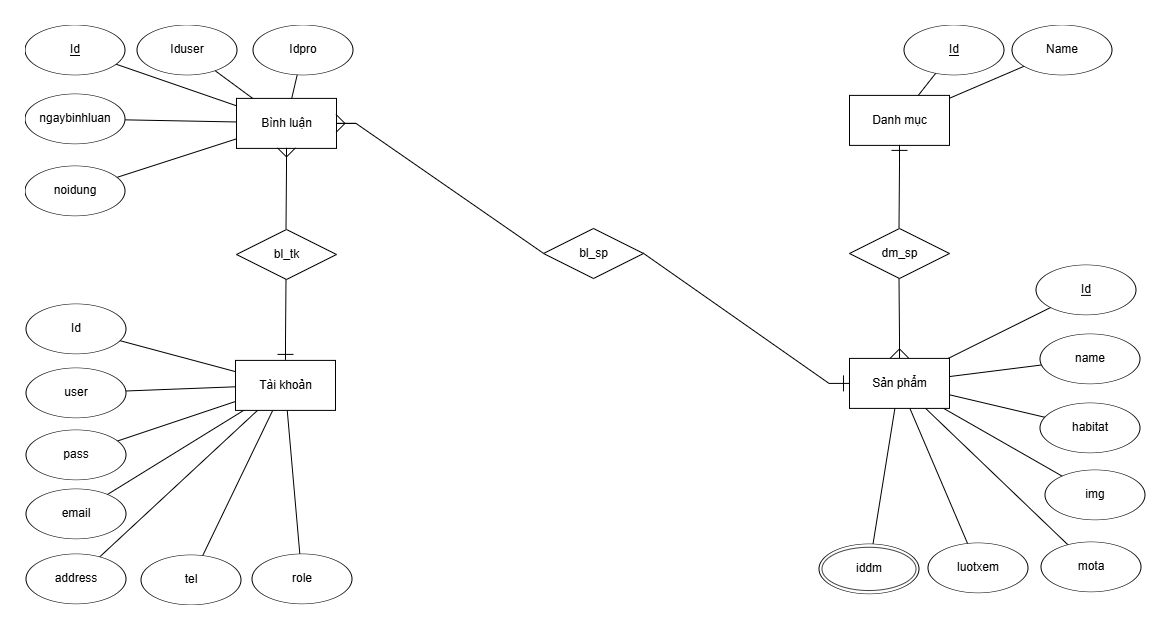 Id
Iduser
Idpro
Id
Name
ngaybinhluan
Bình luận
Danh mục
noidung
bl_tk
bl_sp
dm_sp
Id
Id
user
Tài khoản
Sản phẩm
name
pass
habitat
email
img
address
tel
role
iddm
luotxem
mota